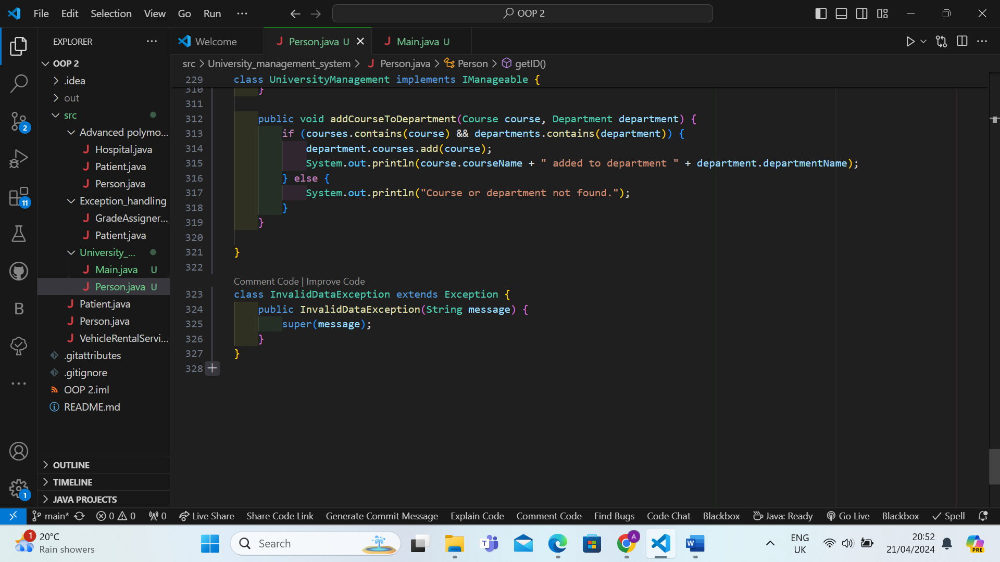 File Edit Selection View Go Run ···
OOP 2
EXPLORER
Welcome
Person.java U
Main.java U
src > University_management_system > Person.java > Person > getID()
OOP 2
.idea
out
src
Advanced polymo...
Hospital.java
Patient.java
Person.java
Exception_handling
GradeAssigner...
Patient.java
University_...
Main.java U
Person.java U
Patient.java
Person.java
VehicleRentalServi...
.gitattributes
.gitignore
OOP 2.iml
README.md
OUTLINE
TIMELINE
JAVA PROJECTS
2
11
B
1
229 class UniversityManagement implements IManageable {
310 }
311
312 public void addCourseToDepartment(Course course, Department department) {
313 if (courses.contains(course) && departments.contains(department)) {
314 department.courses.add(course);
315 System.out.println(course.courseName + " added to department " + department.departmentName);
316 } else {
317 System.out.println("Course or department not found.");
318 }
319 }
320
321 }
322
Comment Code | Improve Code
323 class InvalidDataException extends Exception {
324 public InvalidDataException(String message) {
325 super(message);
326 }
327 }
328
main* 0 0 0 Live Share Share Code Link Generate Commit Message Explain Code Comment Code Find Bugs Code Chat Blackbox Java: Ready Go Live Blackbox Spell
1 20°C
Rain showers
Search
T
A
W
ENG
UK
20:52
21/04/2024
PRE